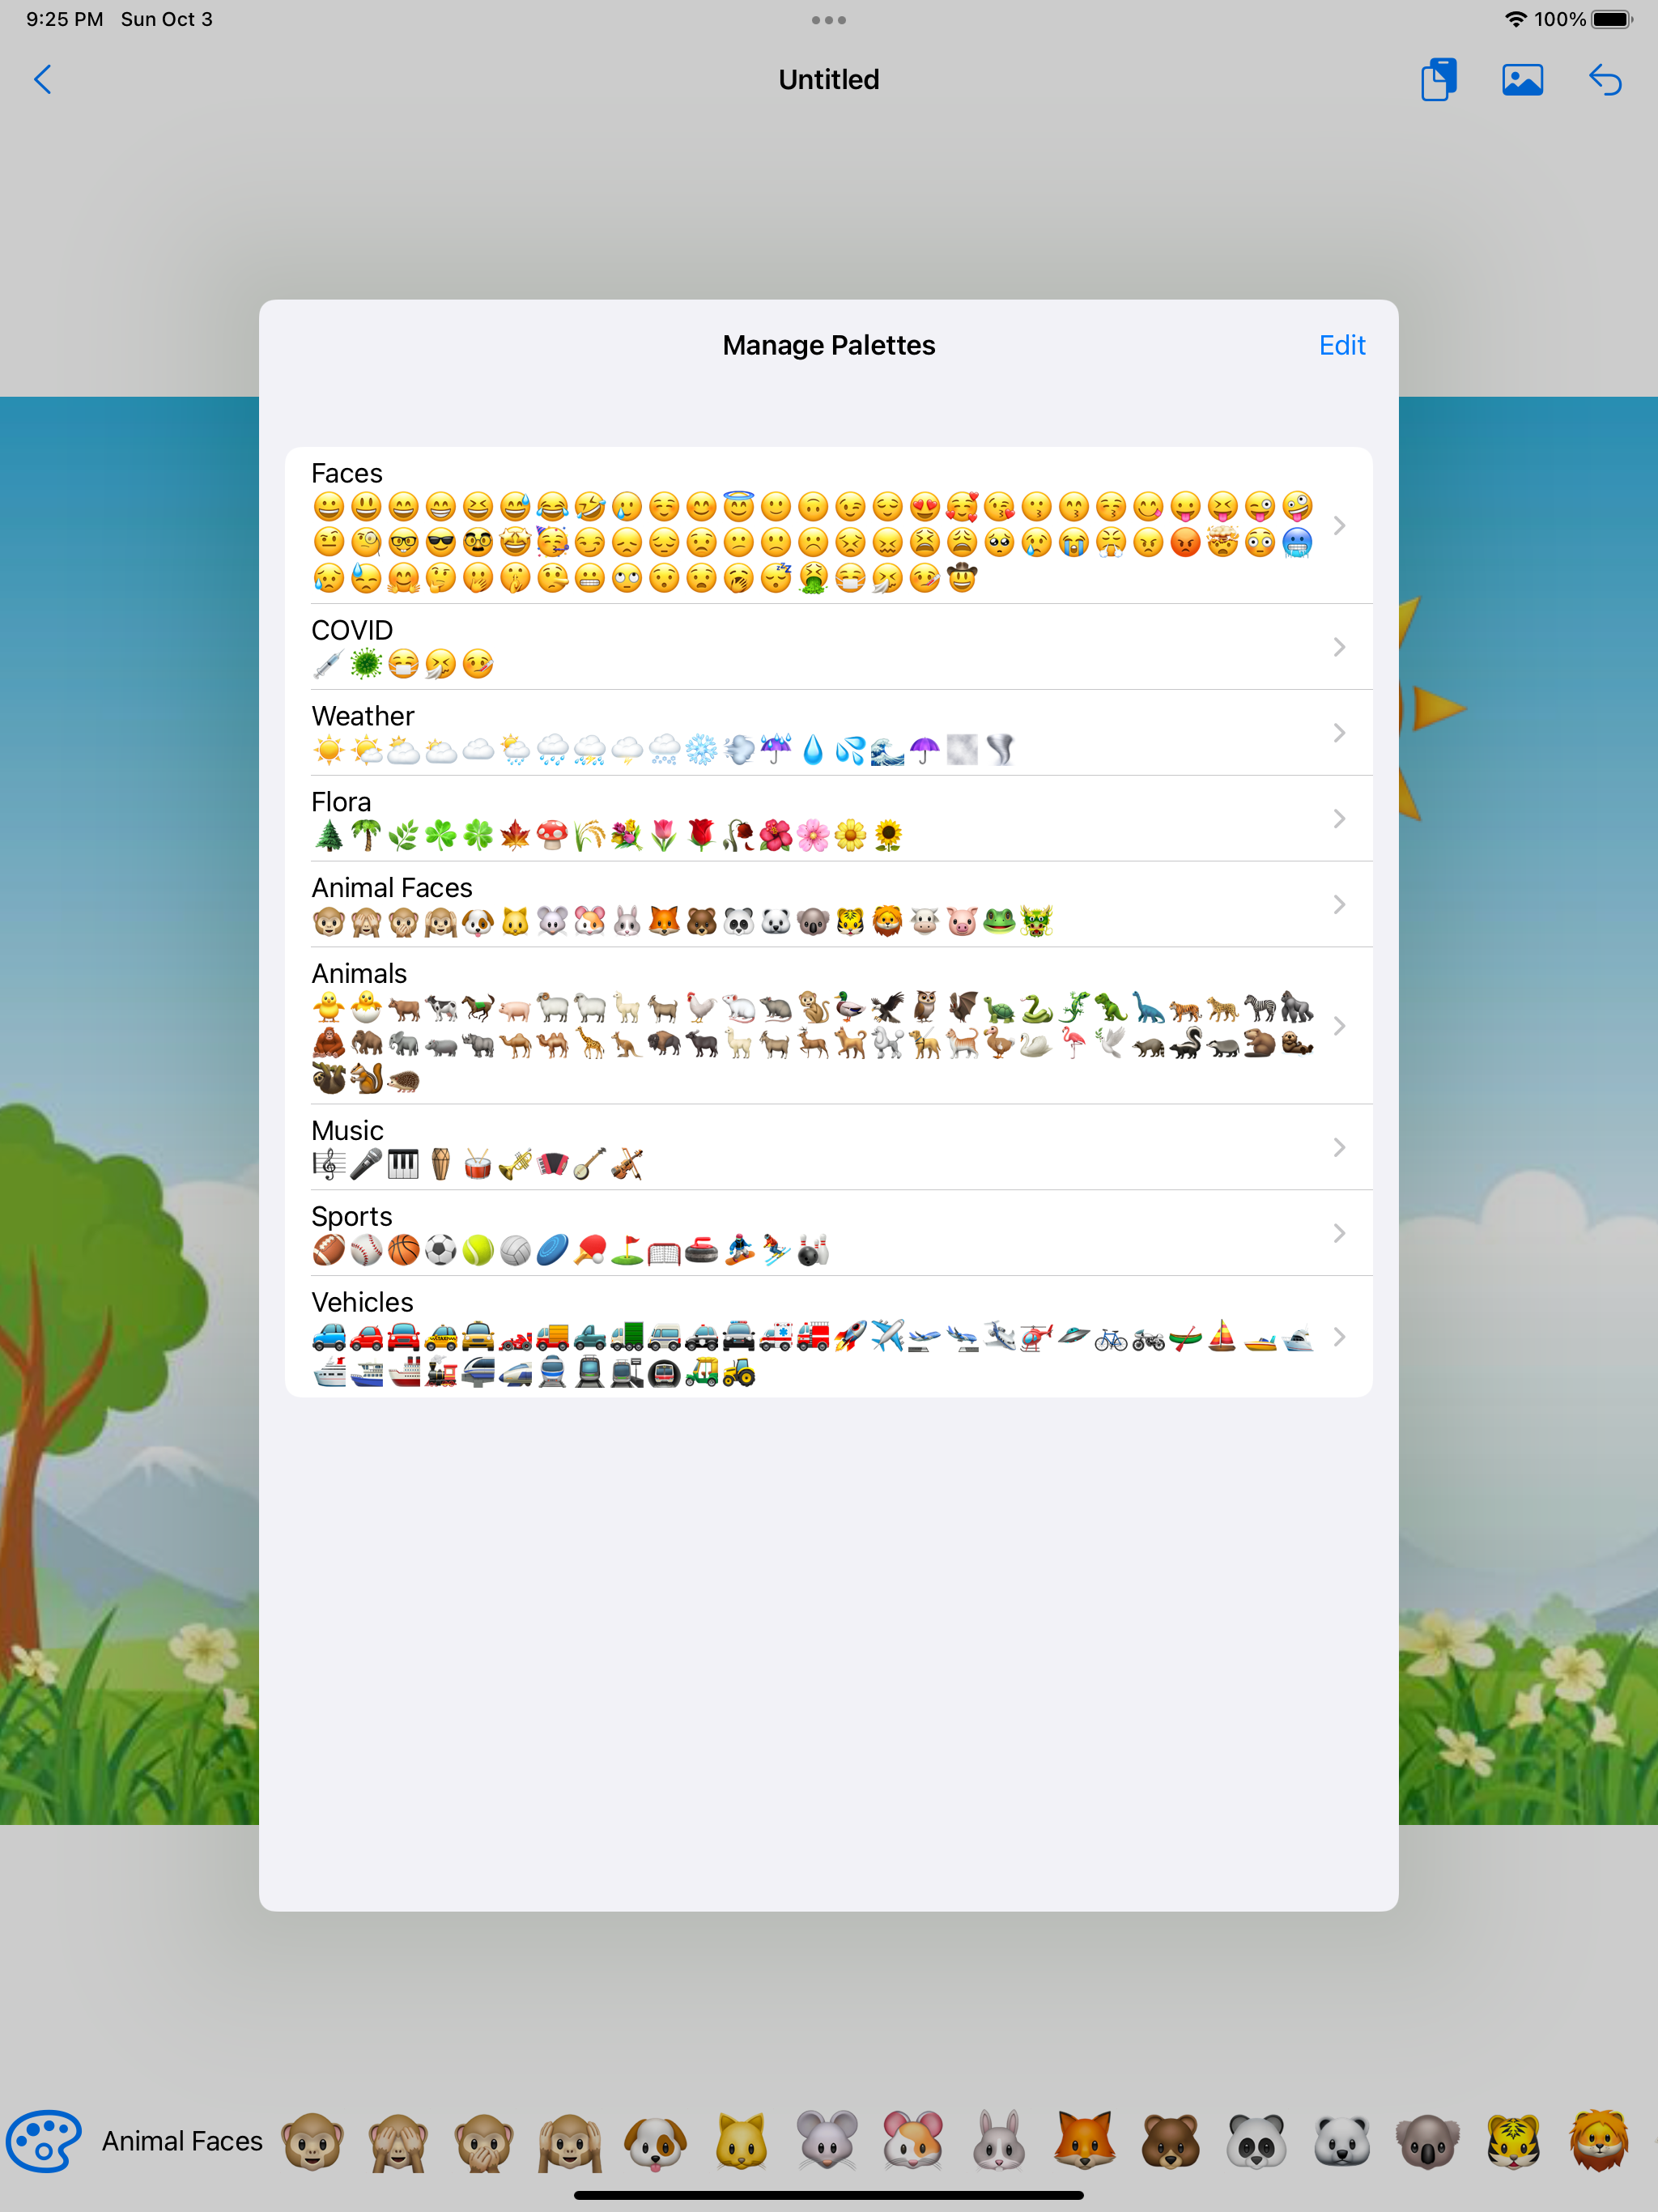 9:25 PM Sun Oct 3
100%
Untitled
Manage Palettes
Edit
Faces
COVID
Weather
Flora
Animal Faces
Animals
Music
Sports
Vehicles
Animal Faces